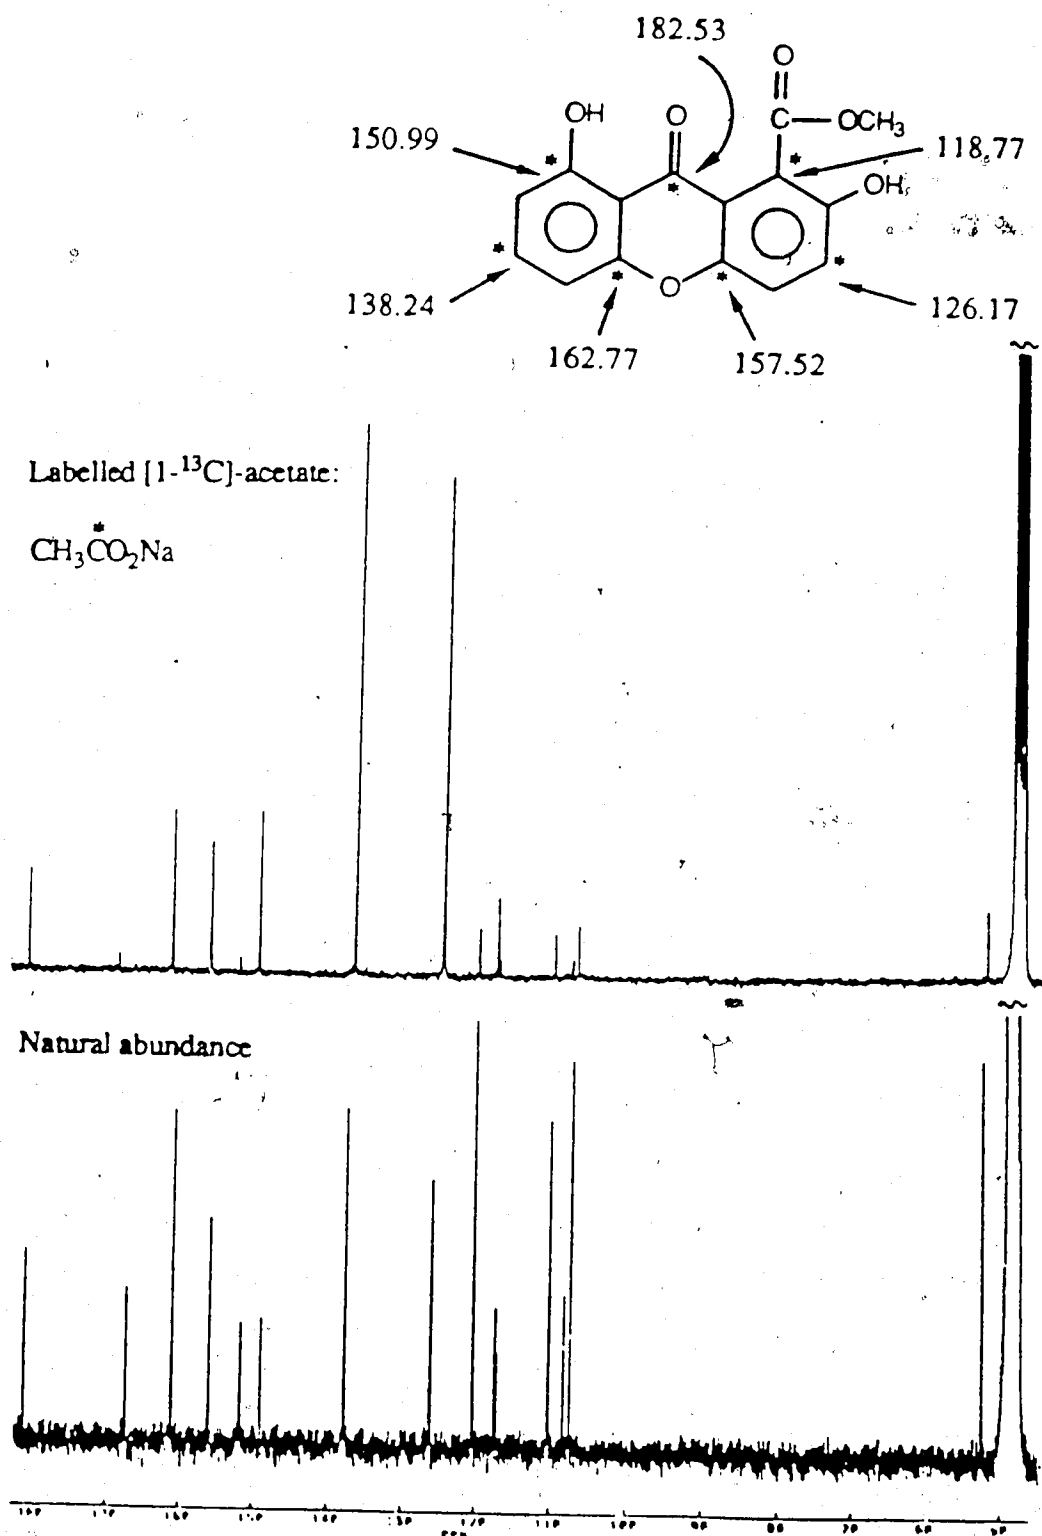 182.53
O
C—OCH3
OH
O
150.99
118.77
OH
138.24
O
126.17
162.77
157.52
Labelled [1-13C]-acetate:
*
CH3CO2Na
Natural abundance